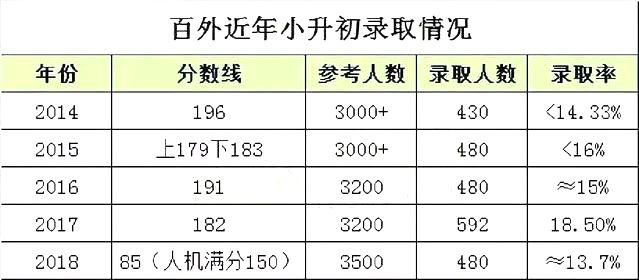 百外近年小升初录取情况
年份 分数线 参考人数 录取人数 录取率
2014 196 3000+ 430 <14.33%
2015 上179下183 3000+ 480 <16%
2016 191 3200 480 ≈15%
2017 182 3200 592 18.50%
2018 85（人机满分150） 3500 480 ≈13.7%